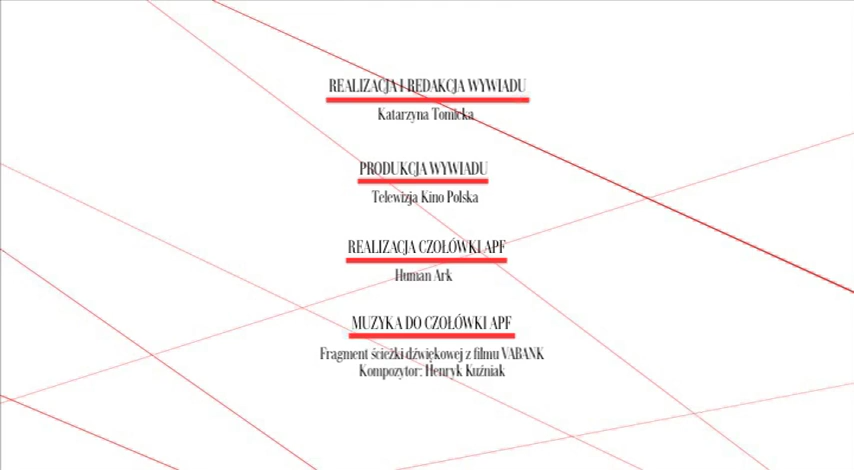 REALIZACJA I REDAKCJA WYWIADU
Katarzyna Tomicka
PRODUKCJA WYWIADU
Telewizja Kino Polska
REALIZACJA CZOŁÓWKI APF
Human Ark
MUZYKA DO CZOŁÓWKI APF
Fragment ścieżki dźwiękowej z filmu VABANK
Kompozytor: Henryk Kuźniak